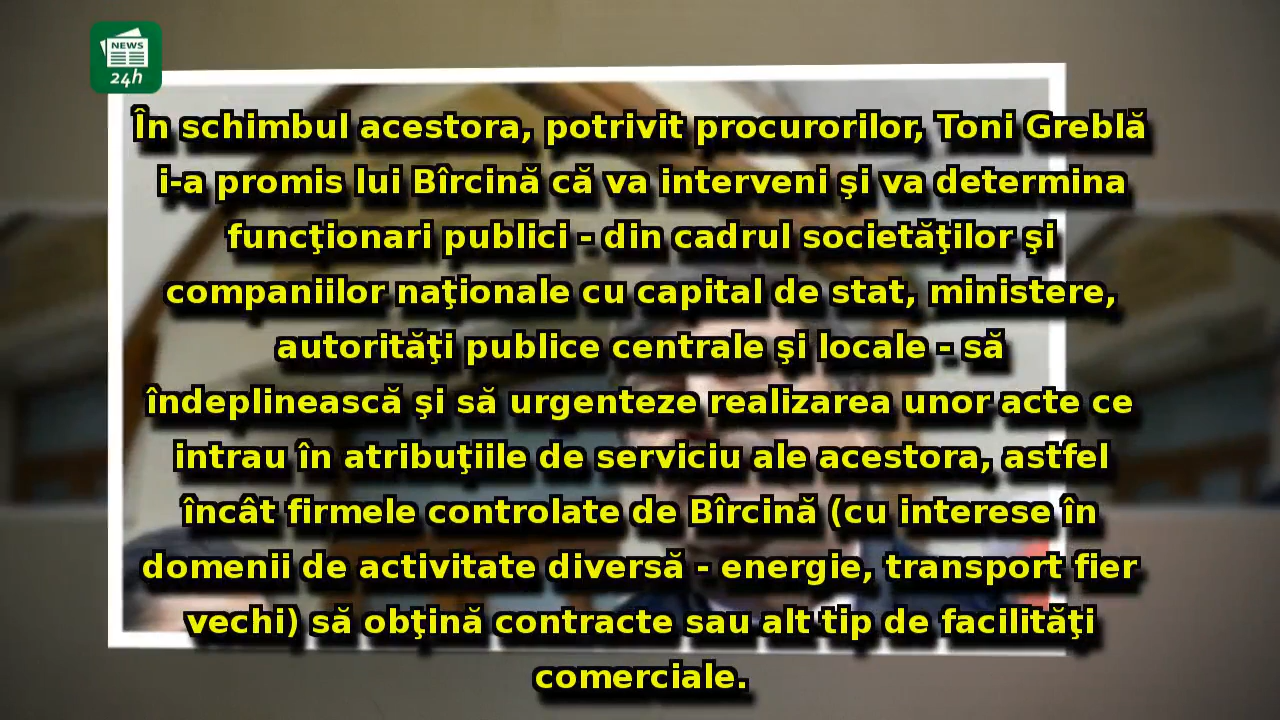 NEWS
24h
În schimbul acestora, potrivit procurorilor, Toni Greblă
i-a promis lui Bîrcină că va interveni şi va determina
funcţionari publici - din cadrul societăţilor şi
companiilor naţionale cu capital de stat, ministere,
autorităţi publice centrale şi locale - să
îndeplinească şi să urgenteze realizarea unor acte ce
intrau în atribuţiile de serviciu ale acestora, astfel
încât firmele controlate de Bîrcină (cu interese în
domenii de activitate diversă - energie, transport fier
vechi) să obţină contracte sau alt tip de facilităţi
comerciale.